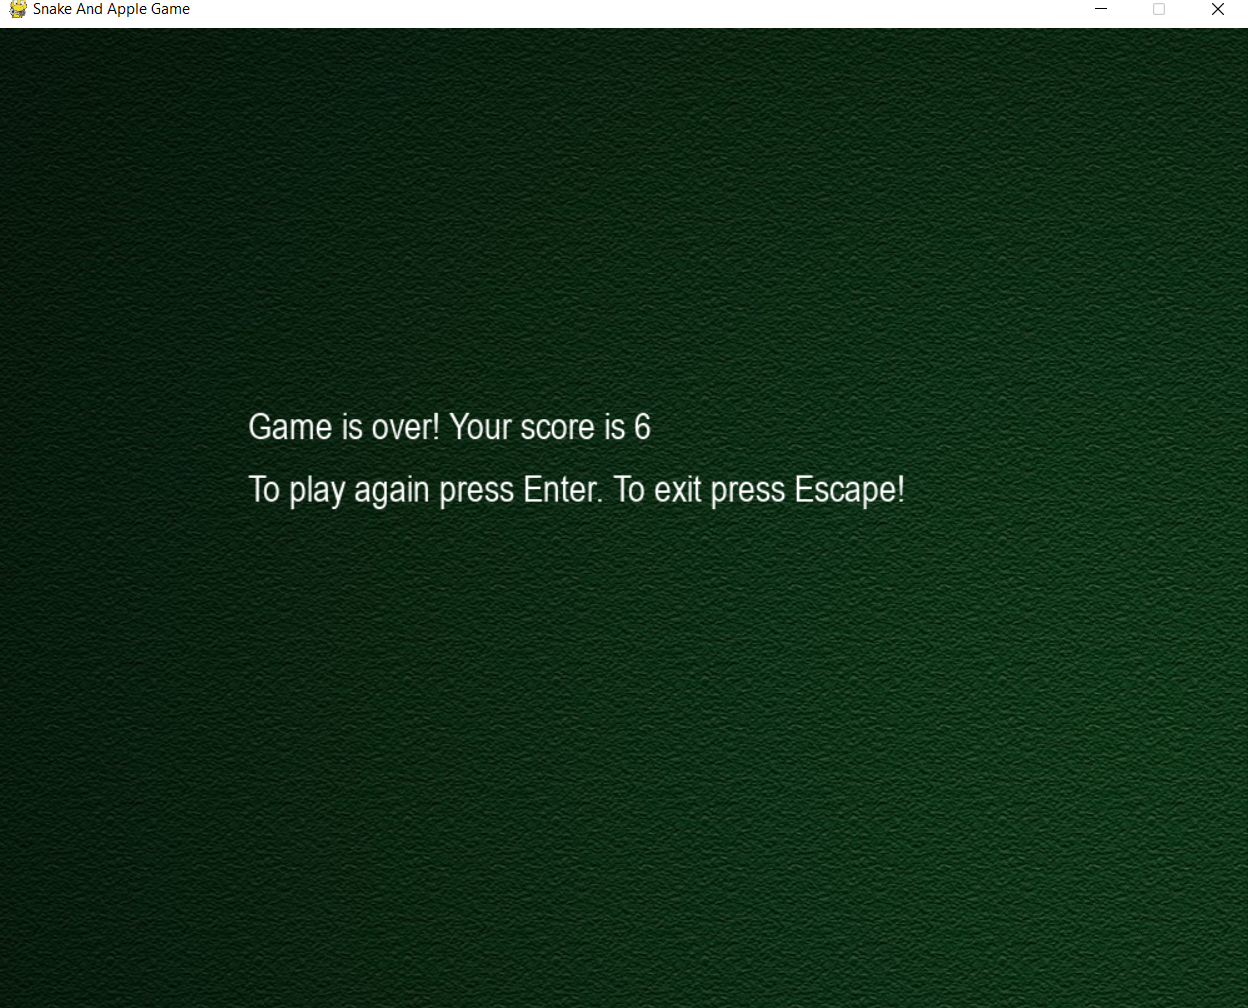 Snake And Apple Game
Game is over! Your score is 6
To play again press Enter. To exit press Escape!